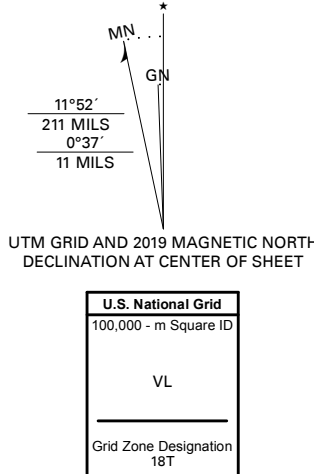 ★
MN
GN
11°52´
211 MILS
0°37´
11 MILS
UTM GRID AND 2019 MAGNETIC NORTH
DECLINATION AT CENTER OF SHEET
U.S. National Grid
100,000 - m Square ID
VL
Grid Zone Designation
18T